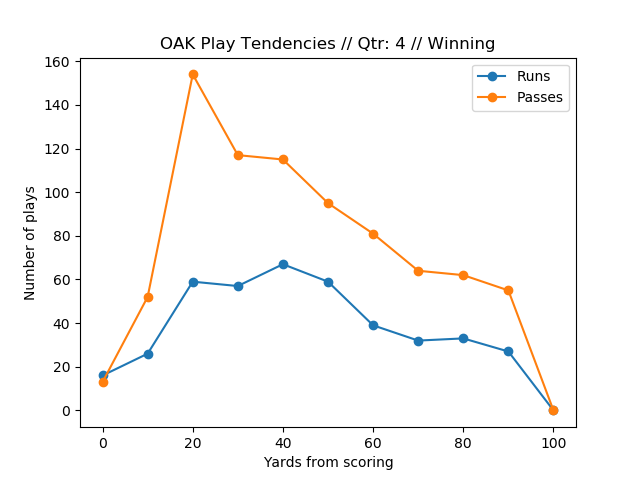 OAK Play Tendencies // Qtr: 4 // Winning
Runs
Passes
Number of plays
160
140
120
100
80
60
40
20
0
0 20 40 60 80 100
Yards from scoring